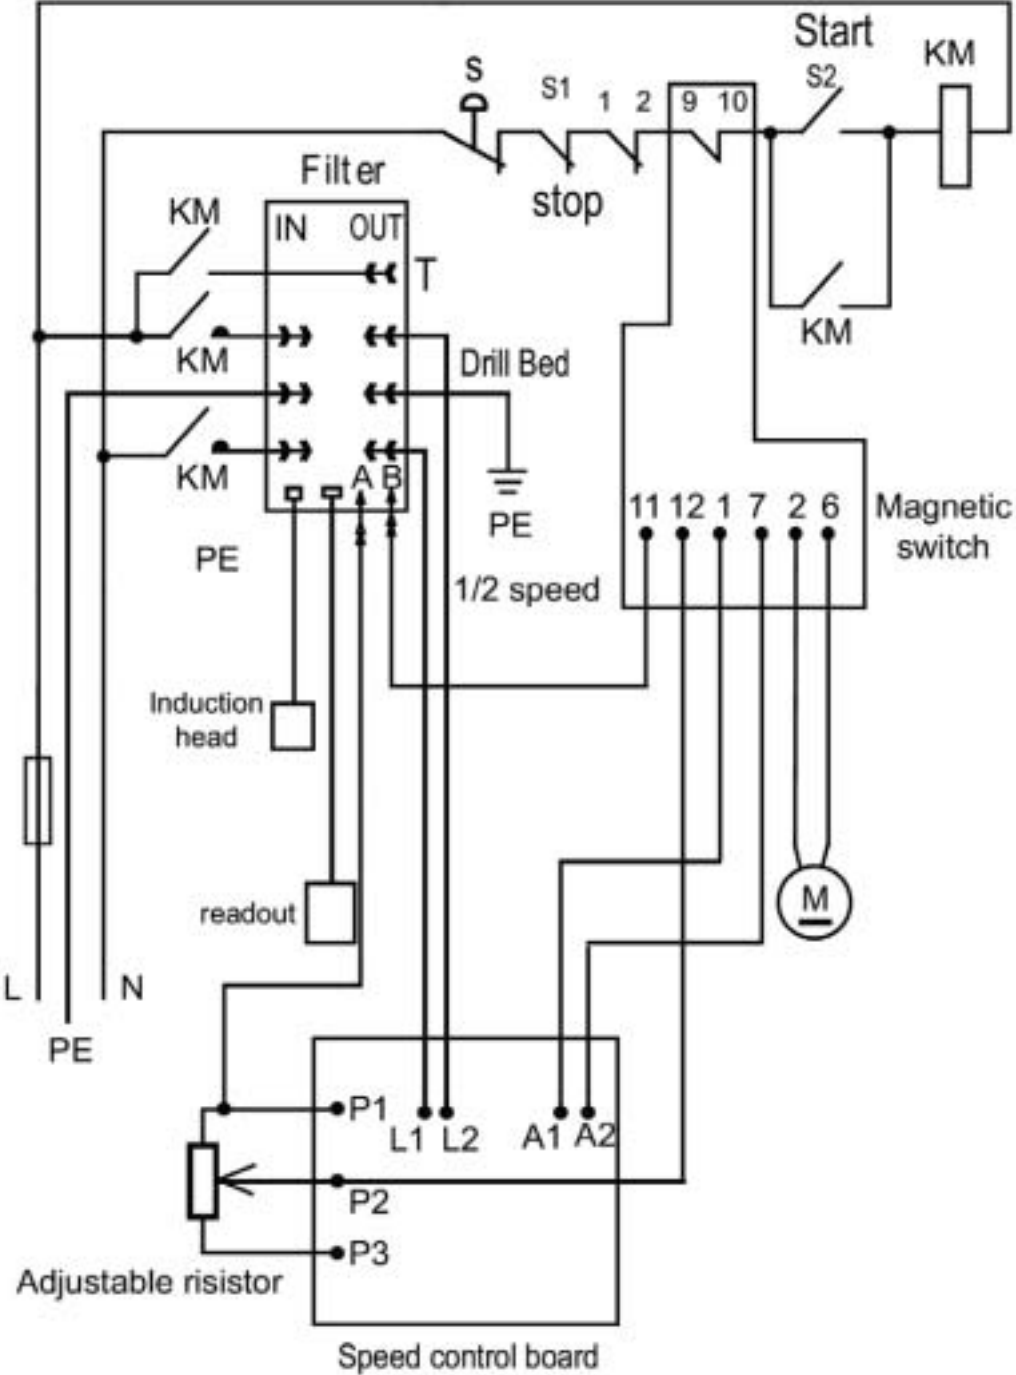 Start
S
S1
1 2
9 10
S2
KM
stop
Filter
KM
IN OUT
T
KM
KM
Drill Bed
KM
A B
PE
PE
1/2 speed
11 12 1 7 2 6
Magnetic
switch
Induction
head
readout
M
L
N
PE
P1
L1 L2
A1 A2
P2
P3
Adjustable risistor
Speed control board